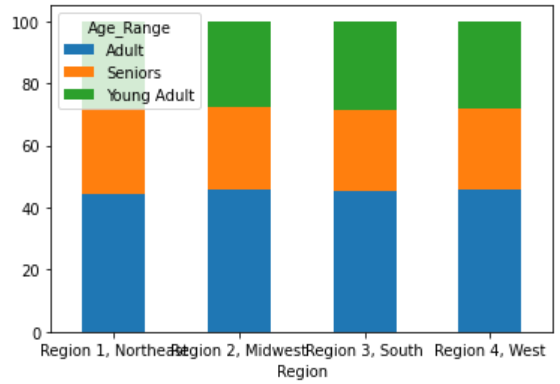 100
80
60
40
20
0
Age_Range
Adult
Seniors
Young Adult
Region 1, Northeast
Region 2, Midwest
Region 3, South
Region 4, West
Region